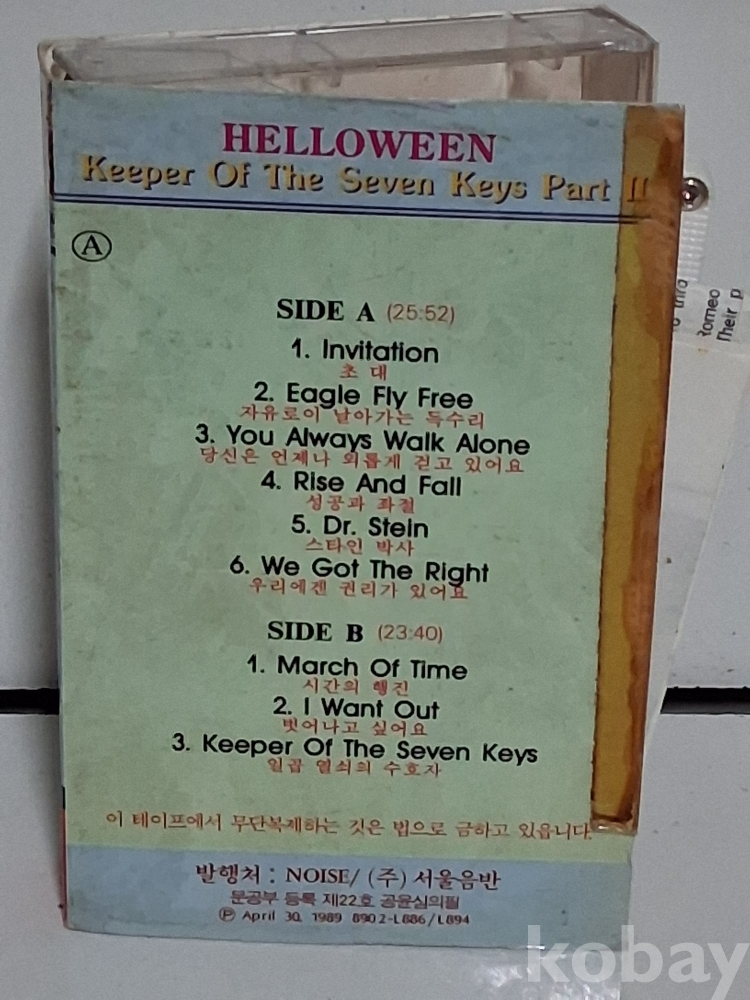 HELLOWEEN
Keeper Of The Seven Keys Part II
A
SIDE A (25:52)
1. Invitation
초 대
2. Eagle Fly Free
자유로이 날아가는 독수리
3. You Always Walk Alone
당신은 언제나 외롭게 걷고 있어요
4. Rise And Fall
성공과 좌절
5. Dr. Stein
스타인 박사
6. We Got The Right
우리에겐 권리가 있어요
SIDE B (23:40)
1. March Of Time
시간의 행진
2. I Want Out
벗어나고 싶어요
3. Keeper Of The Seven Keys
일곱 열쇠의 수호자
이 테이프에서 무단복제하는 것은 법으로 금하고 있읍니다.
발행처 : NOISE/ (주) 서울음반
문공부 등록 제22호 공윤심의필
Ⓟ April 30, 1989 8902-L886/L894
Romeo
Their p
kobay